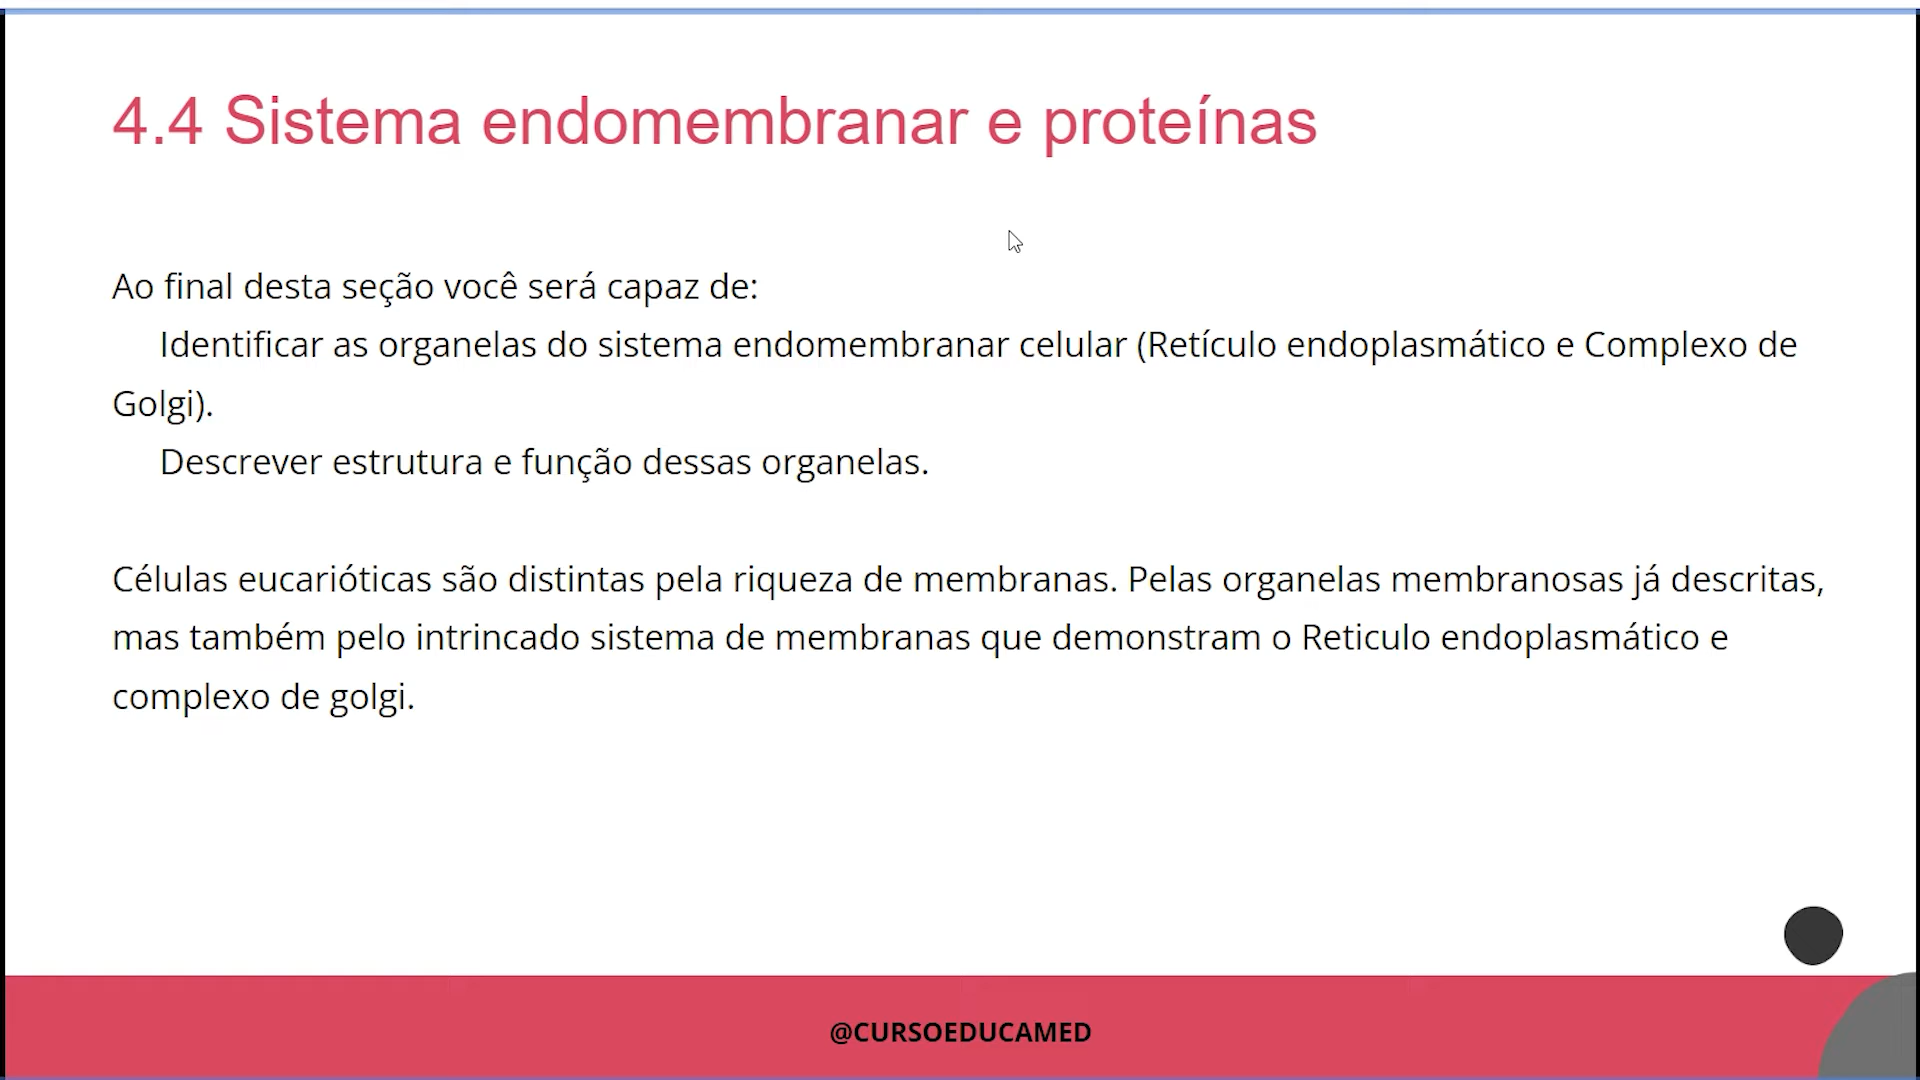 4.4 Sistema endomembranar e proteínas
Ao final desta seção você será capaz de:
Identificar as organelas do sistema endomembranar celular (Retículo endoplasmático e Complexo de
Golgi).
Descrever estrutura e função dessas organelas.
Células eucarióticas são distintas pela riqueza de membranas. Pelas organelas membranosas já descritas,
mas também pelo intrincado sistema de membranas que demonstram o Reticulo endoplasmático e
complexo de golgi.
@CURSOEDUCAMED